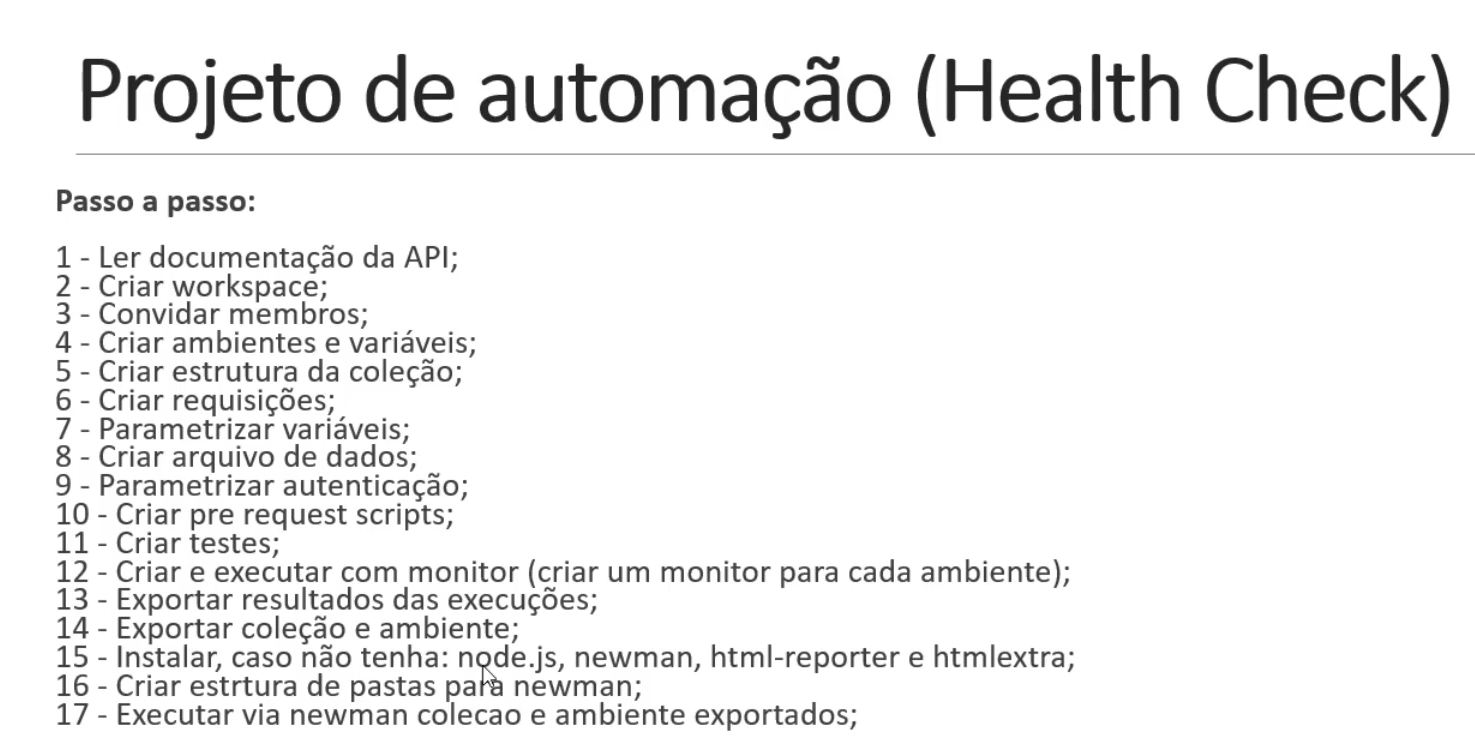 Projeto de automação (Health Check)
Passo a passo:
1 - Ler documentação da API;
2 - Criar workspace;
3 - Convidar membros;
4 - Criar ambientes e variáveis;
5 - Criar estrutura da coleção;
6 - Criar requisições;
7 - Parametrizar variáveis;
8 - Criar arquivo de dados;
9 - Parametrizar autenticação;
10 - Criar pre request scripts;
11 - Criar testes;
12 - Criar e executar com monitor (criar um monitor para cada ambiente);
13 - Exportar resultados das execuções;
14 - Exportar coleção e ambiente;
15 - Instalar, caso não tenha: node.js, newman, html-reporter e htmlextra;
16 - Criar estrtura de pastas para newman;
17 - Executar via newman colecao e ambiente exportados;